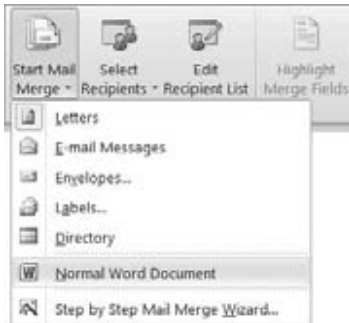 Start Mail Select Edit Highlight
Merge Recipients Recipient List Merge Fields
Letters
E-mail Messages
Envelopes...
Labels...
Directory
Normal Word Document
Step by Step Mail Merge Wizard...